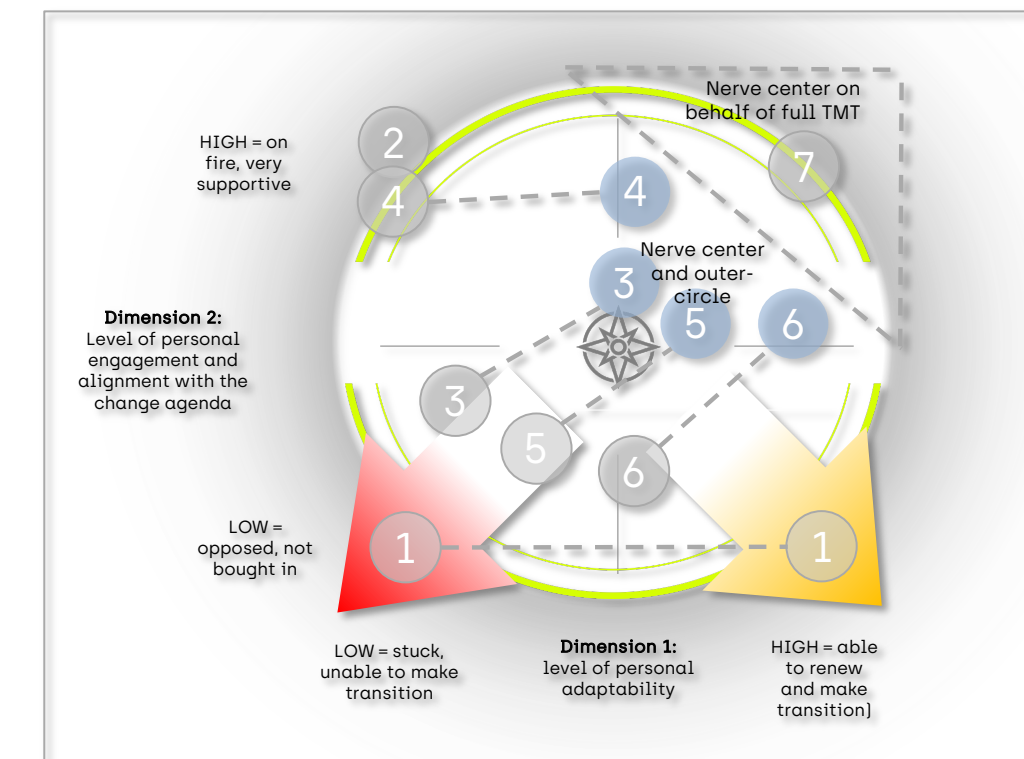 Nerve center on
behalf of full TMT
2
HIGH = on
fire, very
supportive
7
4
4
Nerve center
and outer-
circle
3
5
6
Dimension 2:
Level of personal
engagement and
alignment with the
change agenda
3
5
6
LOW =
opposed, not
bought in
1
1
LOW = stuck,
unable to make
transition
Dimension 1:
level of personal
adaptability
HIGH = able
to renew
and make
transition)